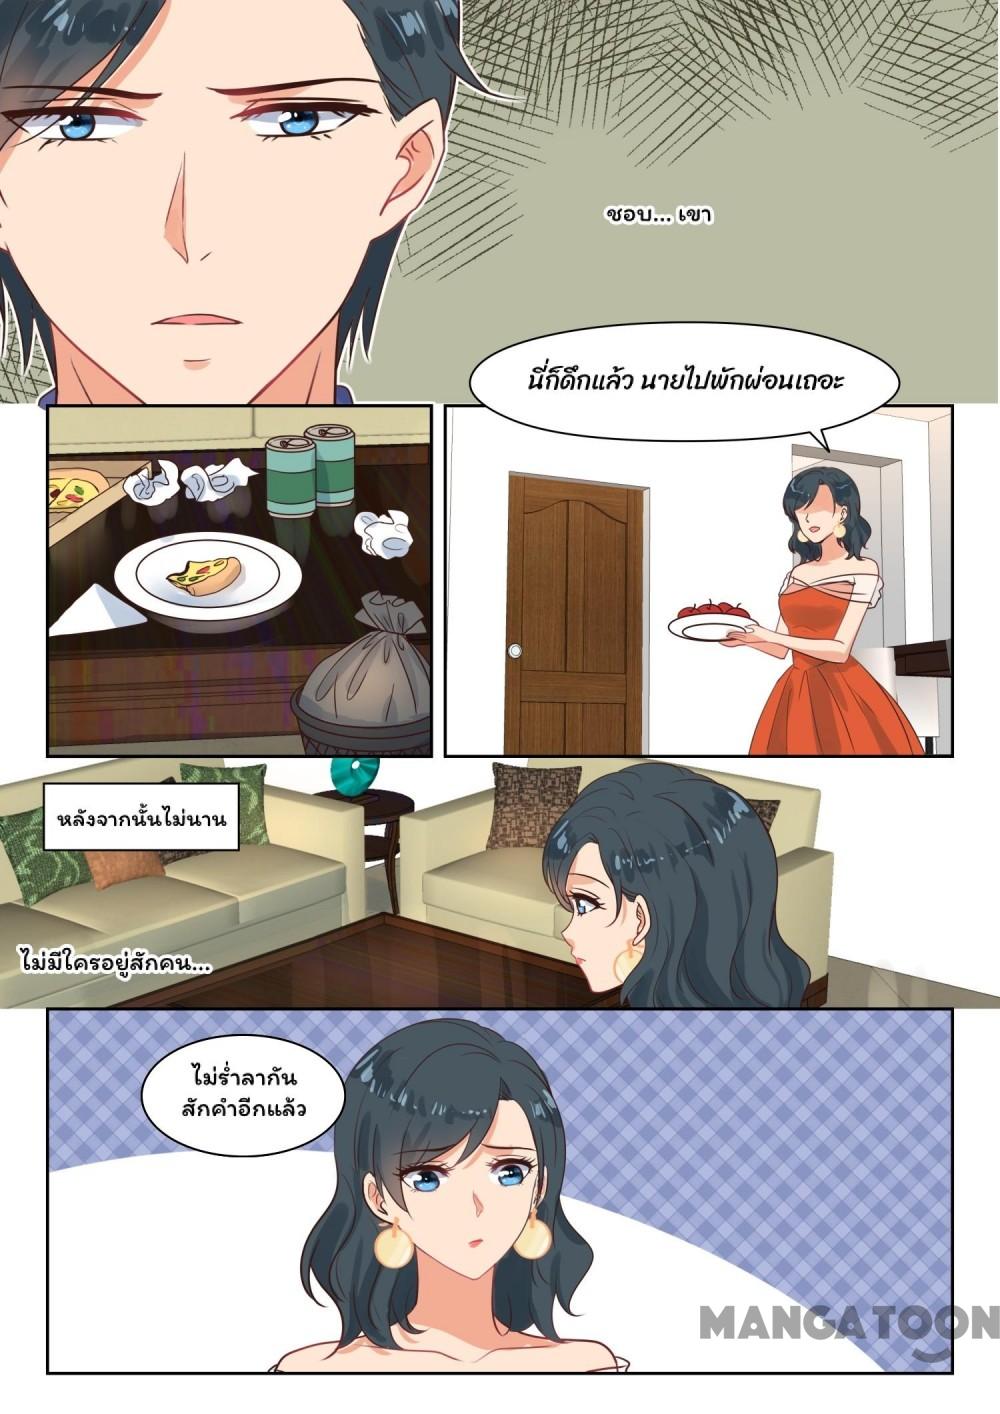 ชอบ... เขา
นี่ก็ดึกแล้ว นายไปพักผ่อนเถอะ
หลังจากนั้นไม่นาน
ไม่มีใครอยู่สักคน...
ไม่ร่ำลากัน
สักคำอีกแล้ว
MANGATOON